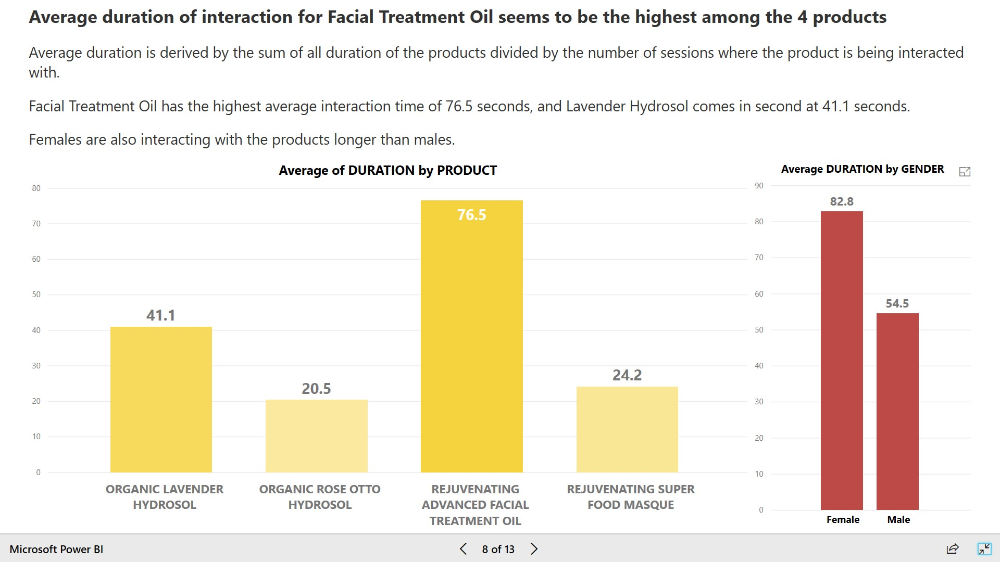 Average duration of interaction for Facial Treatment Oil seems to be the highest among the 4 products
Average duration is derived by the sum of all duration of the products divided by the number of sessions where the product is being interacted
with.
Facial Treatment Oil has the highest average interaction time of 76.5 seconds, and Lavender Hydrosol comes in second at 41.1 seconds.
Females are also interacting with the products longer than males.
Average of DURATION by PRODUCT
80
70
60
50
40
30
20
10
0
41.1
20.5
76.5
24.2
ORGANIC LAVENDER
HYDROSOL
ORGANIC ROSE OTTO
HYDROSOL
REJUVENATING
ADVANCED FACIAL
TREATMENT OIL
REJUVENATING SUPER
FOOD MASQUE
Average DURATION by GENDER
90
80
70
60
50
40
30
20
10
0
82.8
54.5
Female
Male
Microsoft Power BI
8 of 13